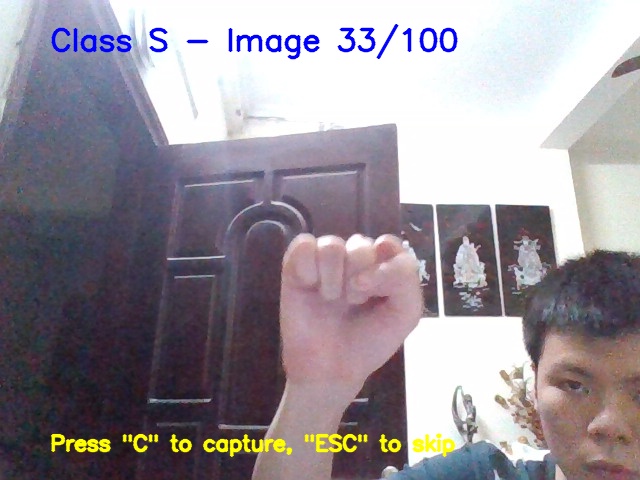 Class S - Image 33/100
Press "C" to capture, "ESC" to skip